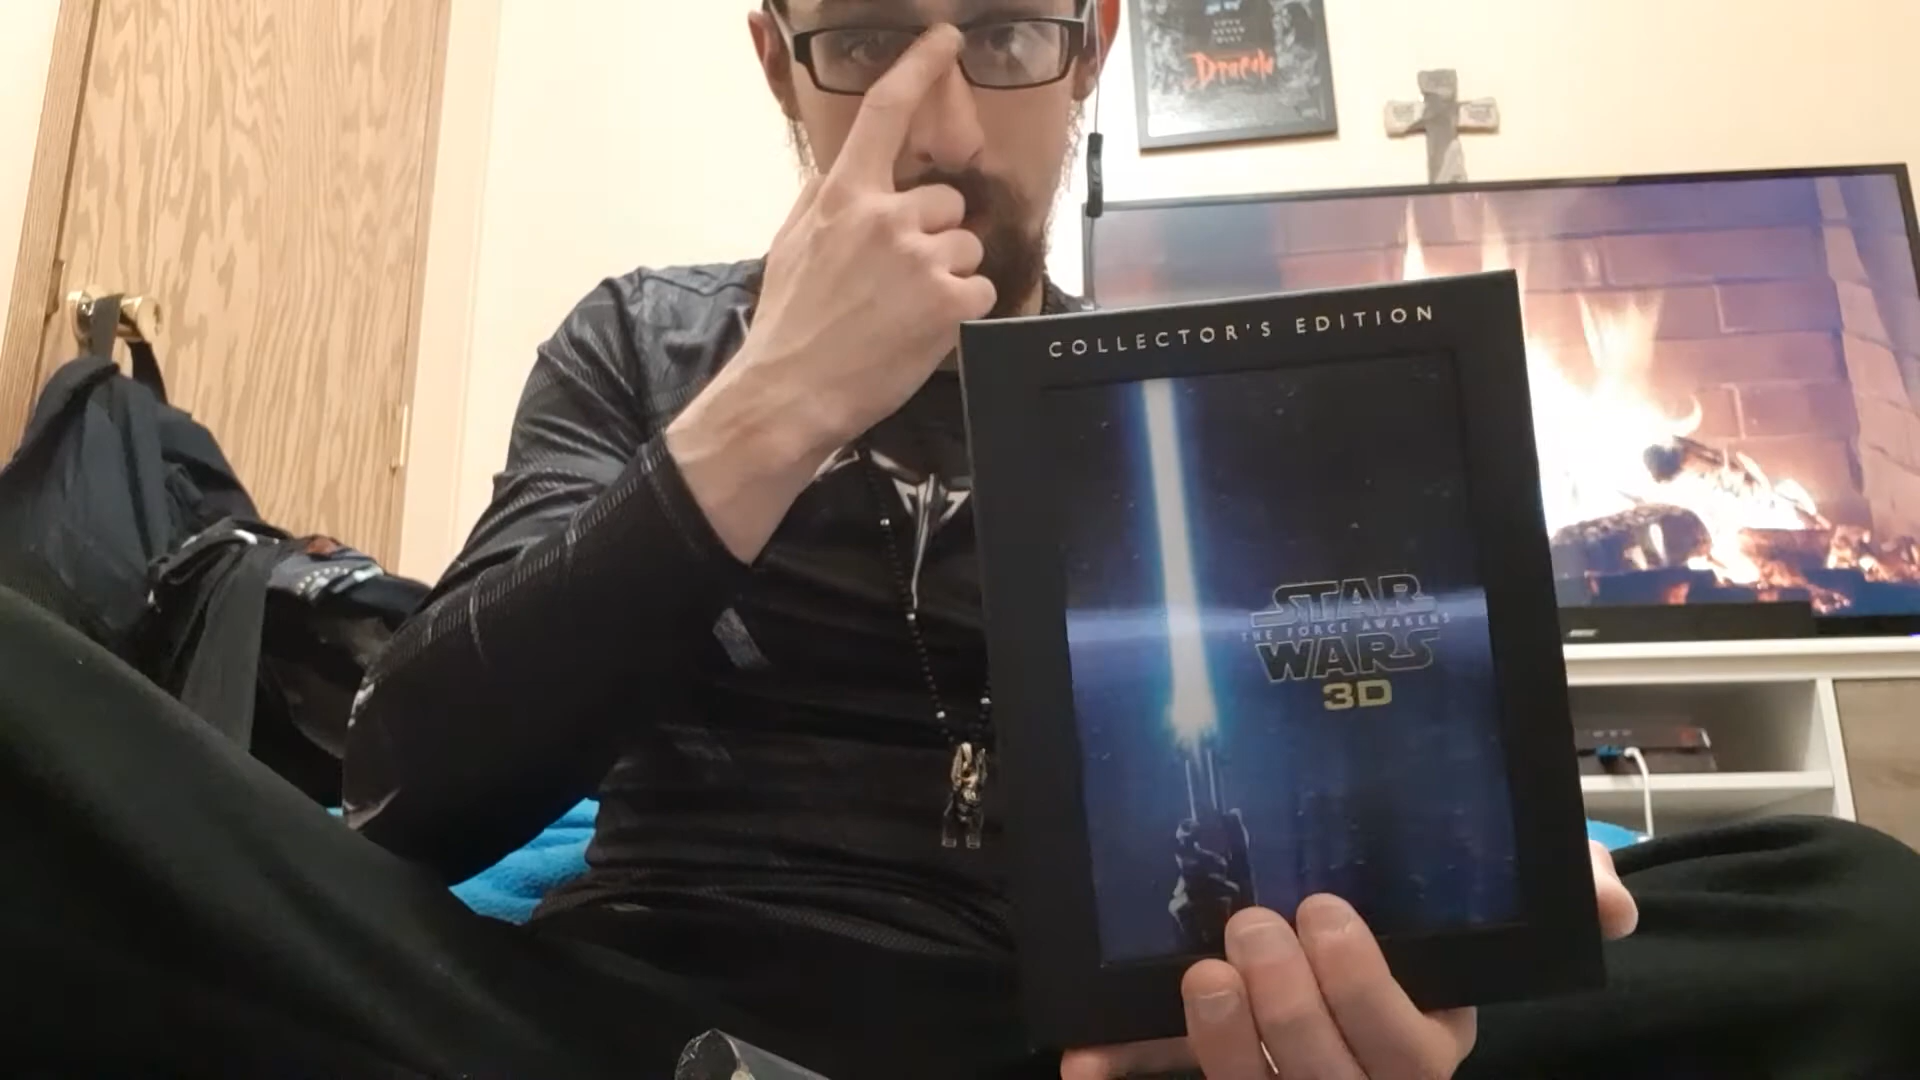 Dracula
COLLECTOR'S EDITION
STAR
THE FORCE AWAKENS
WARS
3D